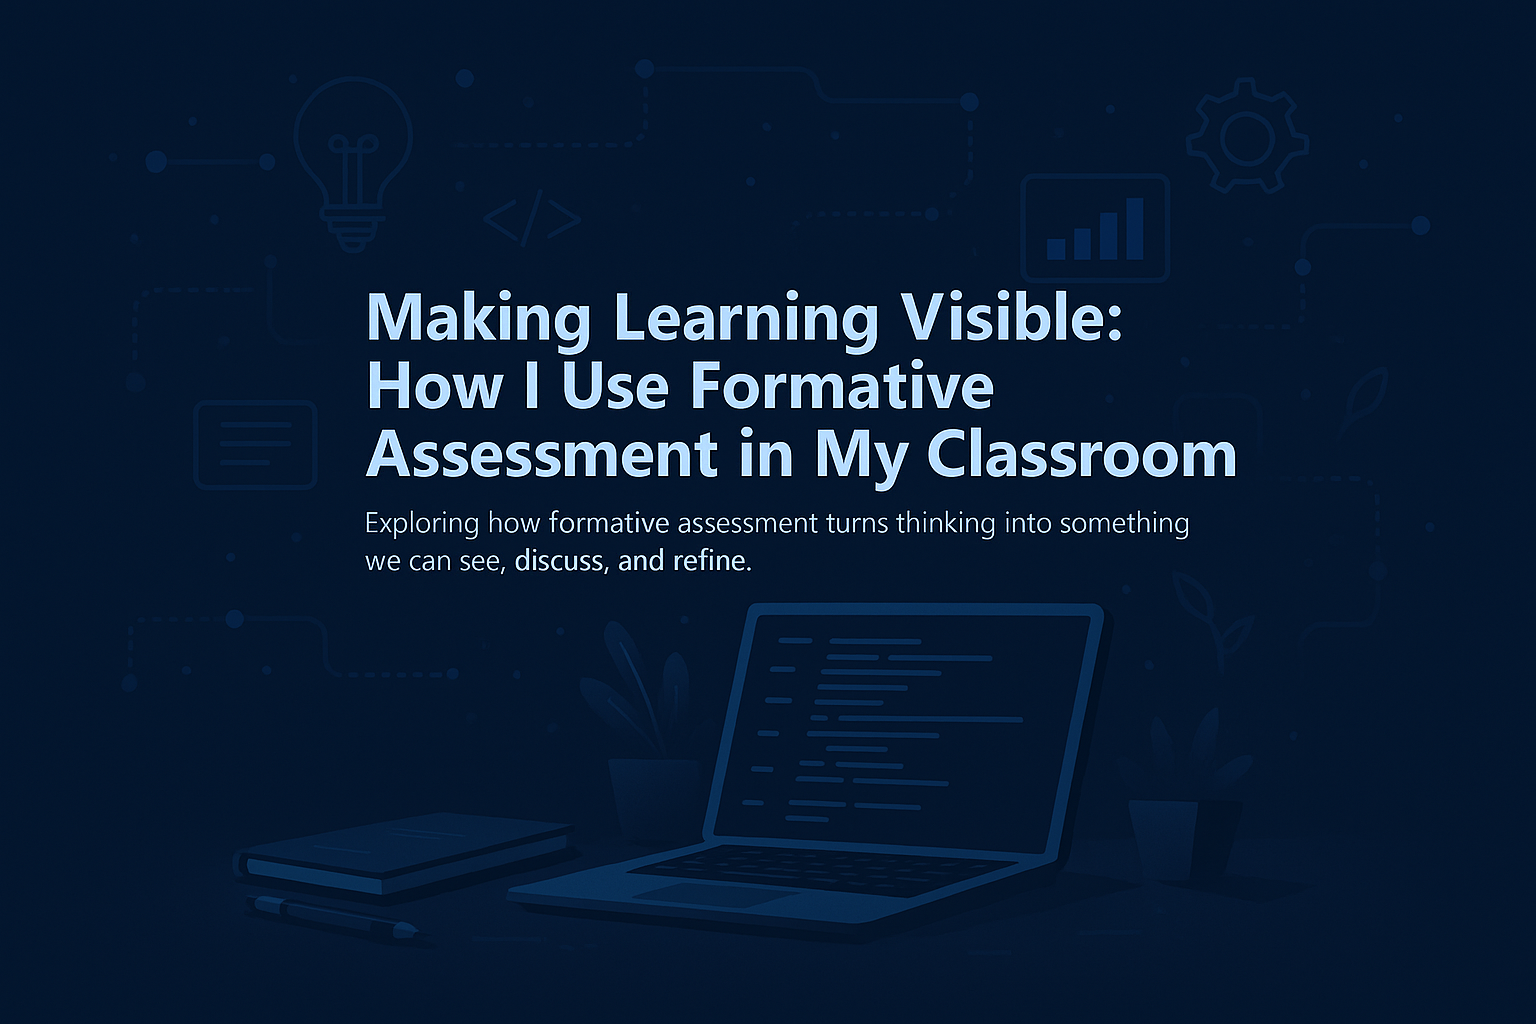 Making Learning Visible:
How I Use Formative
Assessment in My Classroom
Exploring how formative assessment turns thinking into something
we can see, discuss, and refine.